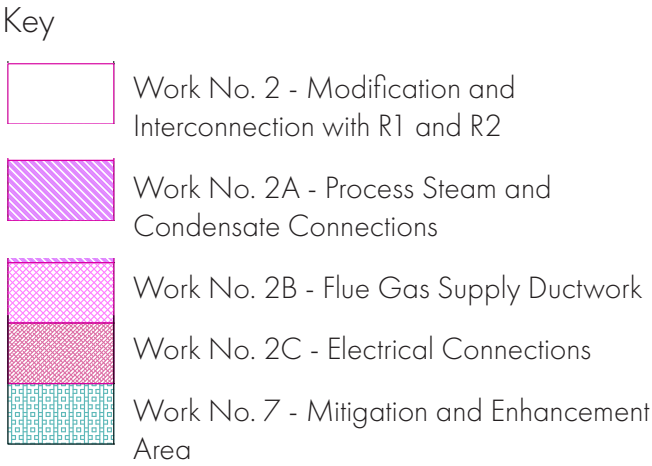 Key
Work No. 2 - Modification and
Interconnection with R1 and R2
Work No. 2A - Process Steam and
Condensate Connections
Work No. 2B - Flue Gas Supply Ductwork
Work No. 2C - Electrical Connections
Work No. 7 - Mitigation and Enhancement
Area